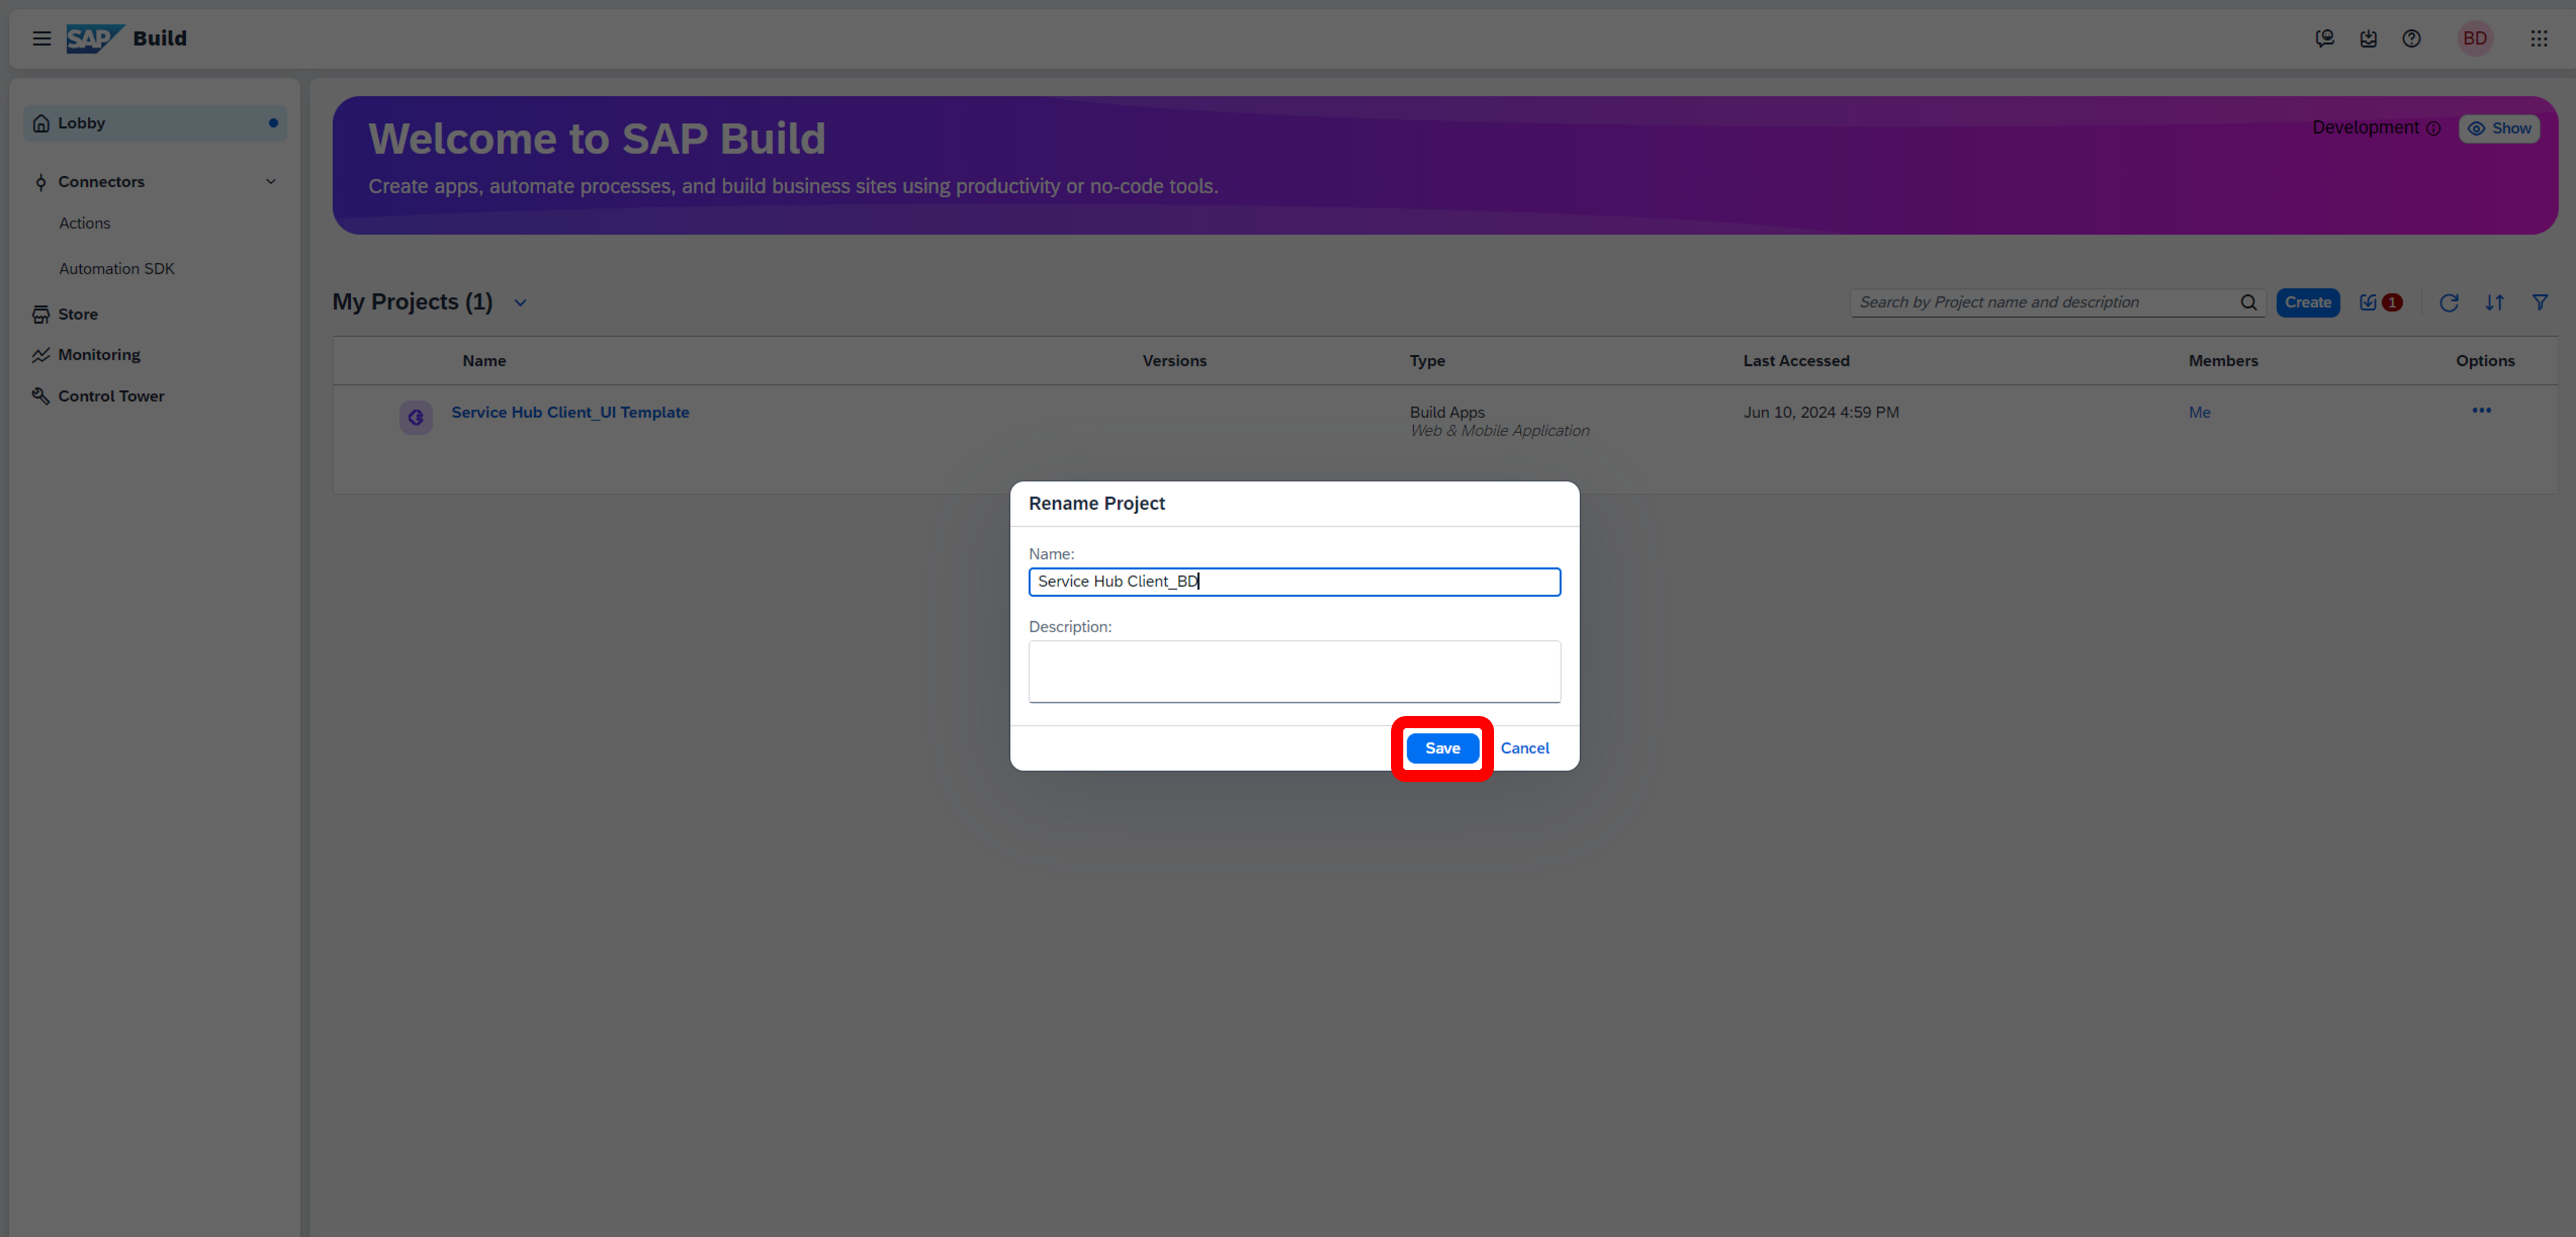 SAP Build
BD
Lobby
Connectors
Actions
Automation SDK
Store
Monitoring
Control Tower
Welcome to SAP Build
Create apps, automate processes, and build business sites using productivity or no-code tools.
Development
Show
My Projects (1)
Search by Project name and description
Create
1
Name Versions Type Last Accessed Members Options
Service Hub Client_UI Template Build Apps Jun 10, 2024 4:59 PM Me
Web & Mobile Application
Rename Project
Name:
Service Hub Client_BD
Description:
Save Cancel